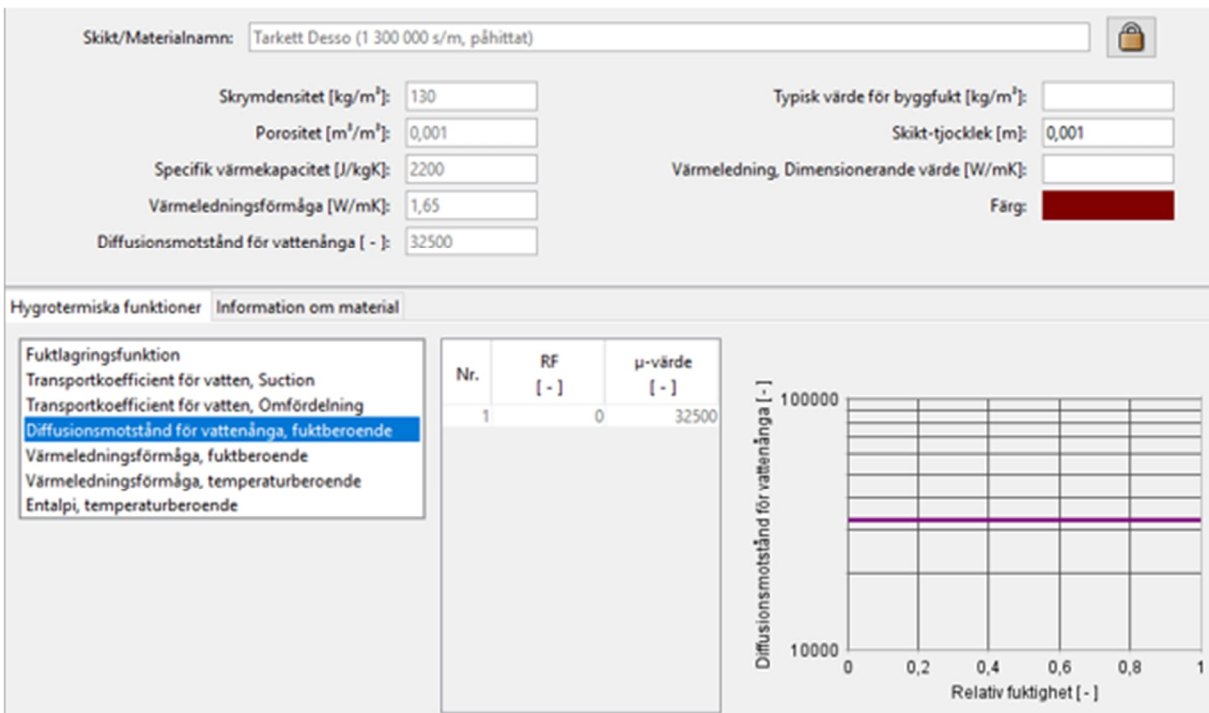 Skikt/Materialnamn: Tarkett Desso (1 300 000 s/m, påhittat)
Skrymdensitet [kg/m³]: 130
Typisk värde för byggfukt [kg/m³]:
Porositet [m³/m³]: 0,001
Skikt-tjocklek [m]: 0,001
Specifik värmekapacitet [J/kgK]: 2200
Värmeledning, Dimensionerande värde [W/mK]:
Värmeledningsförmåga [W/mK]: 1,65
Färg:
Diffusionsmotstånd för vattenånga [ - ]: 32500
Hygrotermiska funktioner
Information om material
Fuktlagringsfunktion
Transportkoefficient för vatten, Suction
Transportkoefficient för vatten, Omfördelning
Diffusionsmotstånd för vattenånga, fuktberoende
Värmeledningsförmåga, fuktberoende
Värmeledningsförmåga, temperaturberoende
Entalpi, temperaturberoende
Nr. RF [ - ] µ-värde [ - ]
1 0 32500
Diffusionsmotstånd för vattenånga [ - ]
100000
10000
0 0,2 0,4 0,6 0,8 1
Relativ fuktighet [ - ]